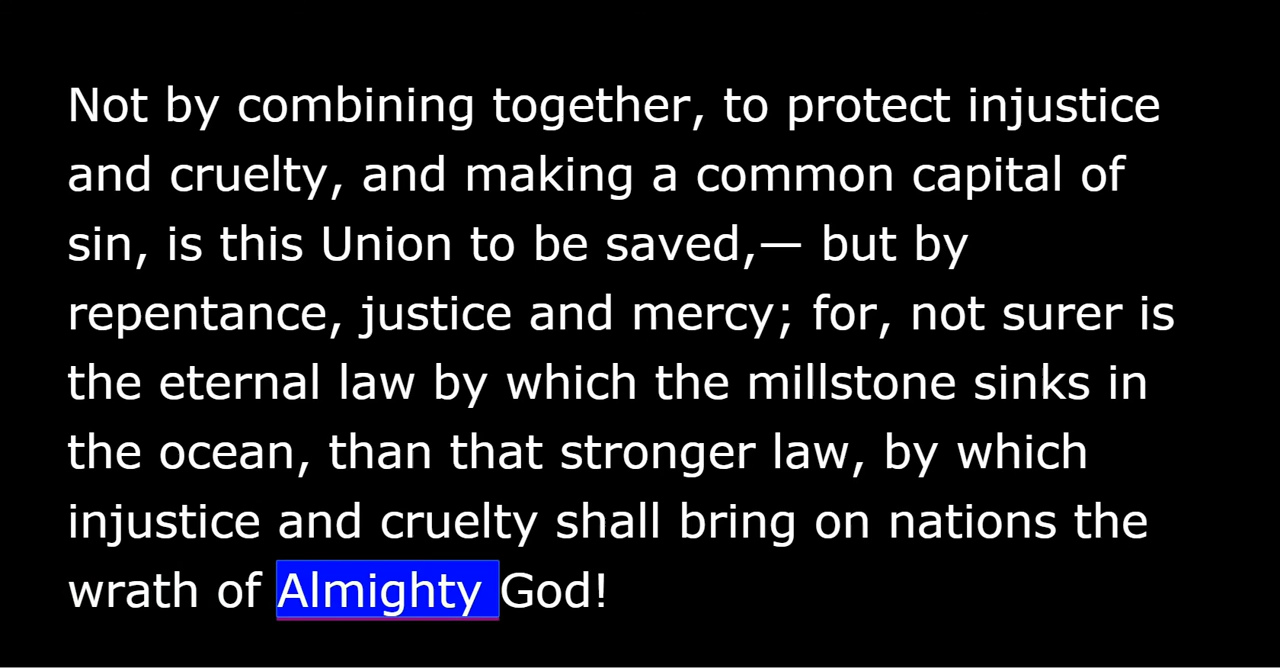 Not by combining together, to protect injustice
and cruelty, and making a common capital of
sin, is this Union to be saved,— but by
repentance, justice and mercy; for, not surer is
the eternal law by which the millstone sinks in
the ocean, than that stronger law, by which
injustice and cruelty shall bring on nations the
wrath of Almighty God!